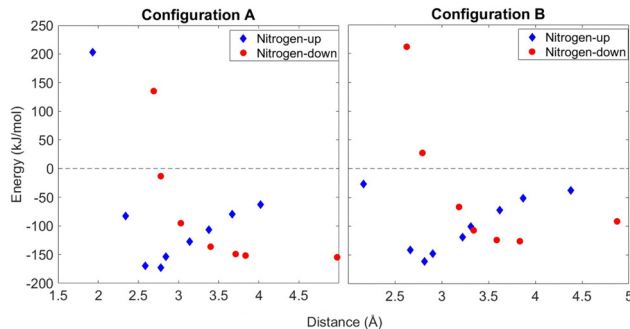 Configuration A
Configuration B
250
200
150
100
50
0
-50
-100
-150
-200
Energy (kJ/mol)
Nitrogen-up
Nitrogen-down
Nitrogen-up
Nitrogen-down
1.5 2 2.5 3 3.5 4 4.5
2.5 3 3.5 4 4.5 5
Distance (Å)